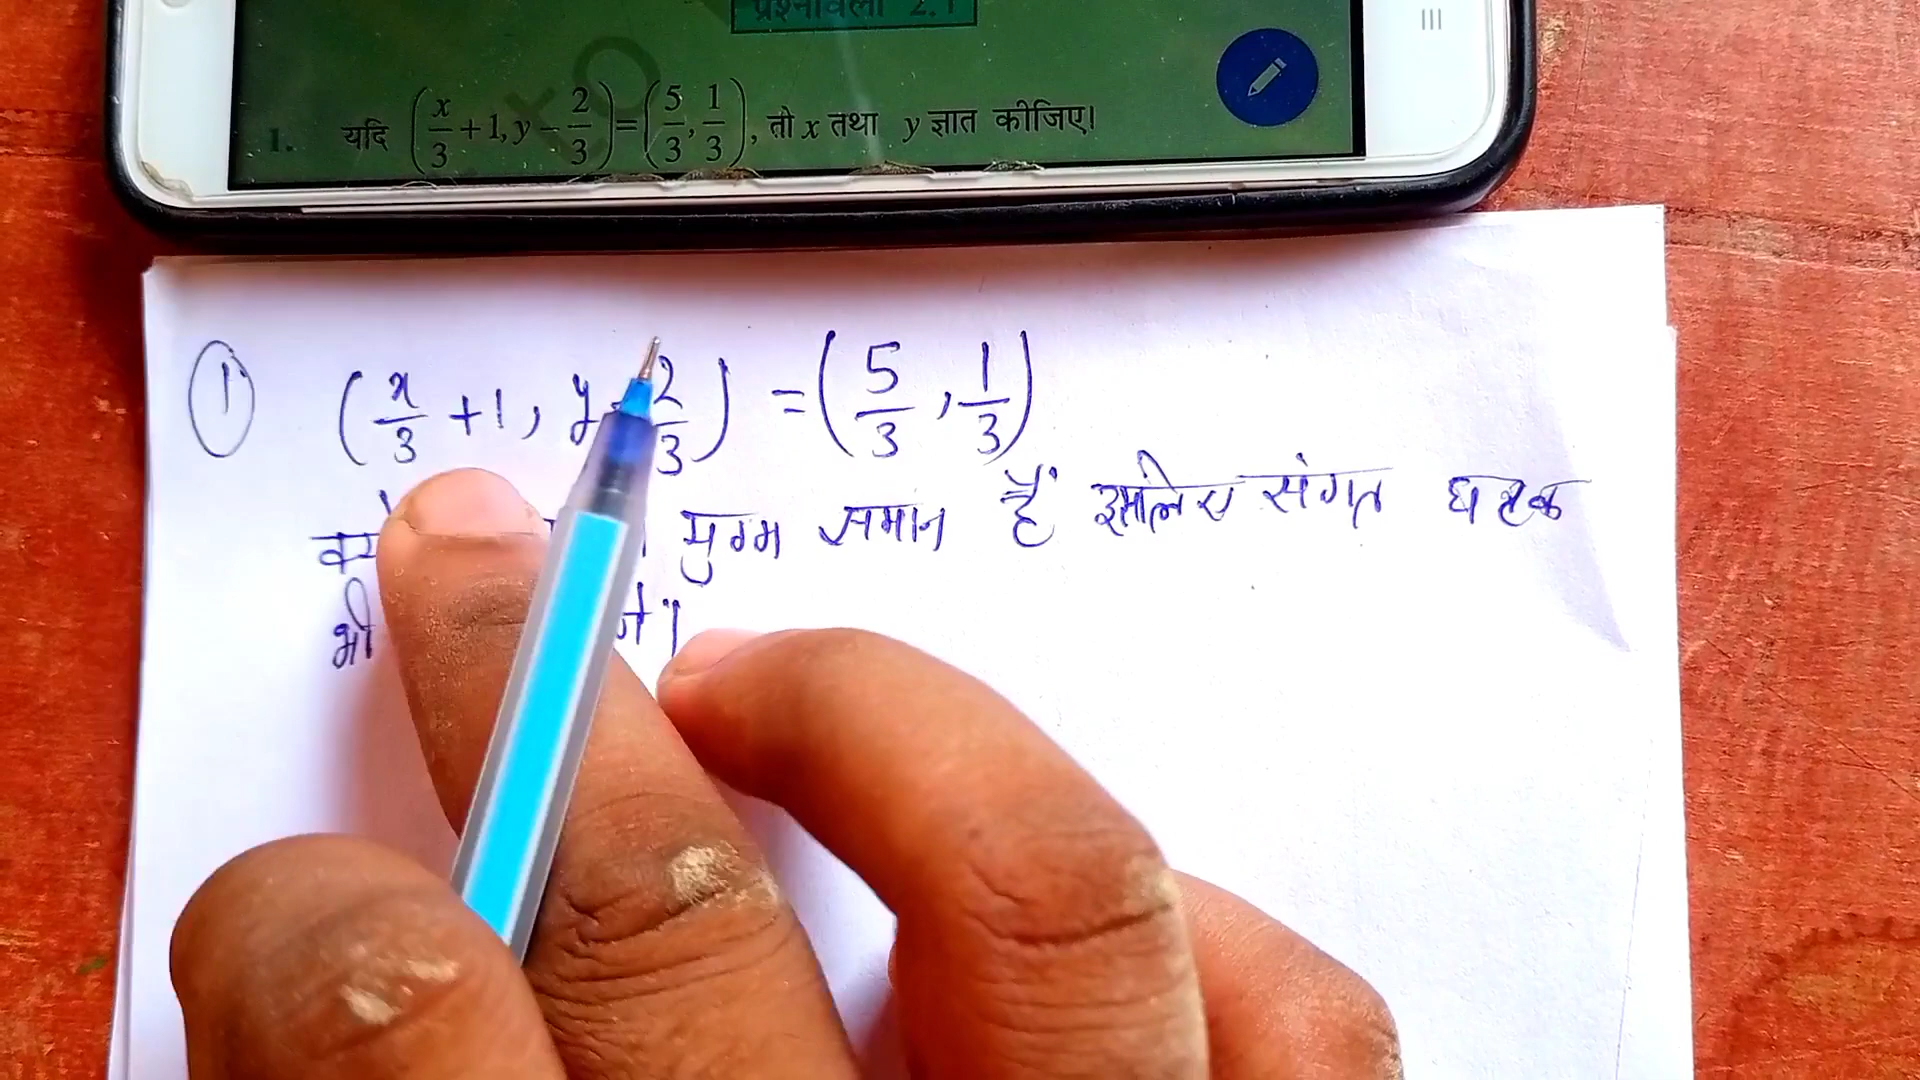 प्रश्नावली 2.1
1. यदि (x/3 + 1, y - 2/3) = (5/3, 1/3), तो x तथा y ज्ञात कीजिए।
① (x/3 + 1, y 2/3) = (5/3, 1/3)
युग्म समान हैं इसलिए संगत घटक
भी